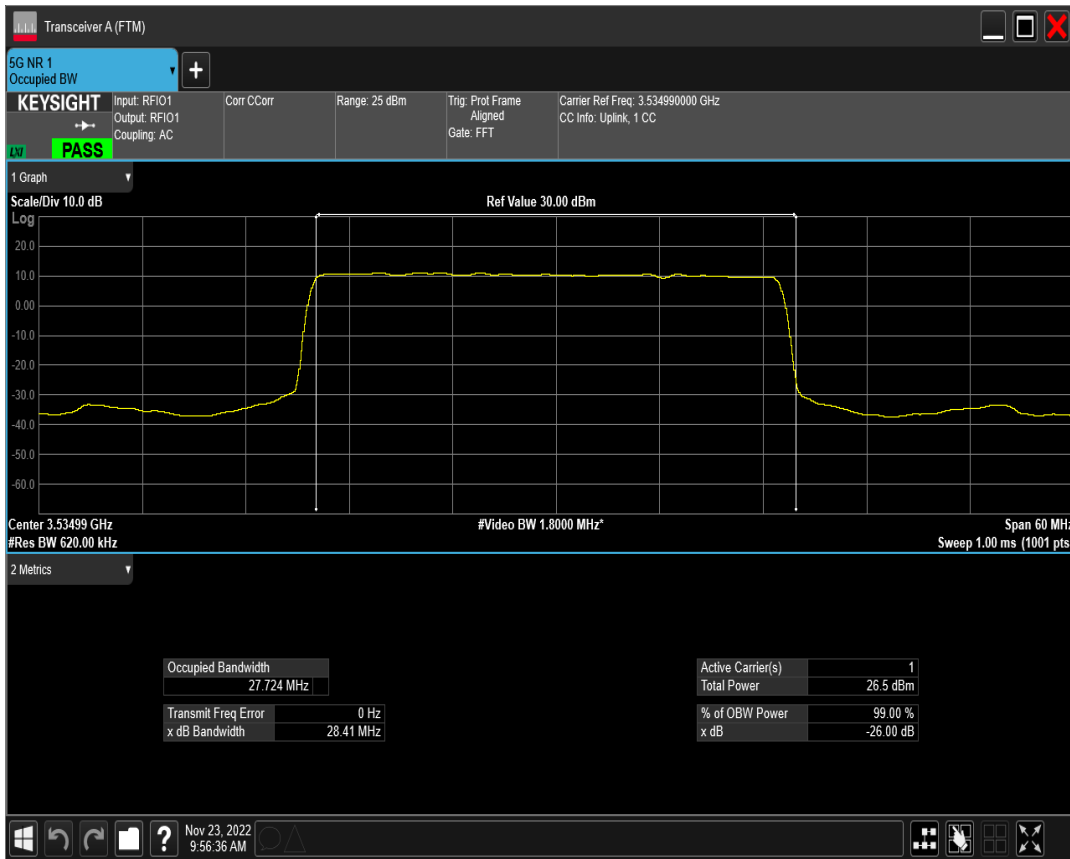 Transceiver A (FTM)
5G NR 1
Occupied BW
+
KEYSIGHT
LXI
PASS
Input: RFIO1
Output: RFIO1
Coupling: AC
Corr CCorr
Range: 25 dBm
Trig: Prot Frame
Aligned
Gate: FFT
Carrier Ref Freq: 3.534990000 GHz
CC Info: Uplink, 1 CC
1 Graph
Scale/Div 10.0 dB
Ref Value 30.00 dBm
Log
20.0
10.0
0.00
-10.0
-20.0
-30.0
-40.0
-50.0
-60.0
Center 3.53499 GHz
#Video BW 1.8000 MHz*
Span 60 MHz
#Res BW 620.00 kHz
Sweep 1.00 ms (1001 pts
2 Metrics
Occupied Bandwidth
27.724 MHz
Transmit Freq Error 0 Hz
x dB Bandwidth 28.41 MHz
Active Carrier(s) 1
Total Power 26.5 dBm
% of OBW Power 99.00 %
x dB -26.00 dB
?
Nov 23, 2022
9:56:36 AM